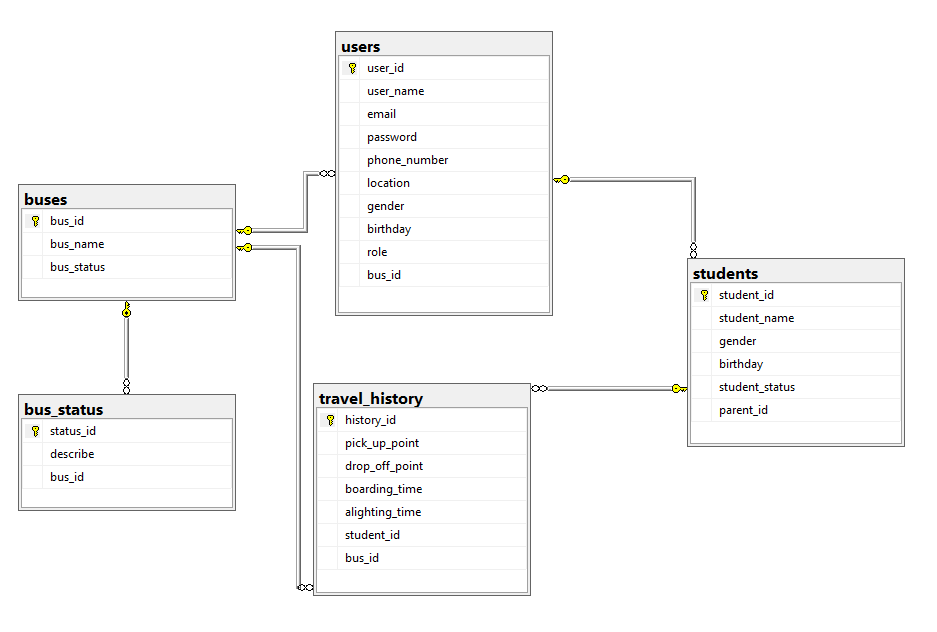 users
user_id
user_name
email
password
phone_number
location
gender
birthday
role
bus_id
buses
bus_id
bus_name
bus_status
students
student_id
student_name
gender
birthday
student_status
parent_id
bus_status
status_id
describe
bus_id
travel_history
history_id
pick_up_point
drop_off_point
boarding_time
alighting_time
student_id
bus_id